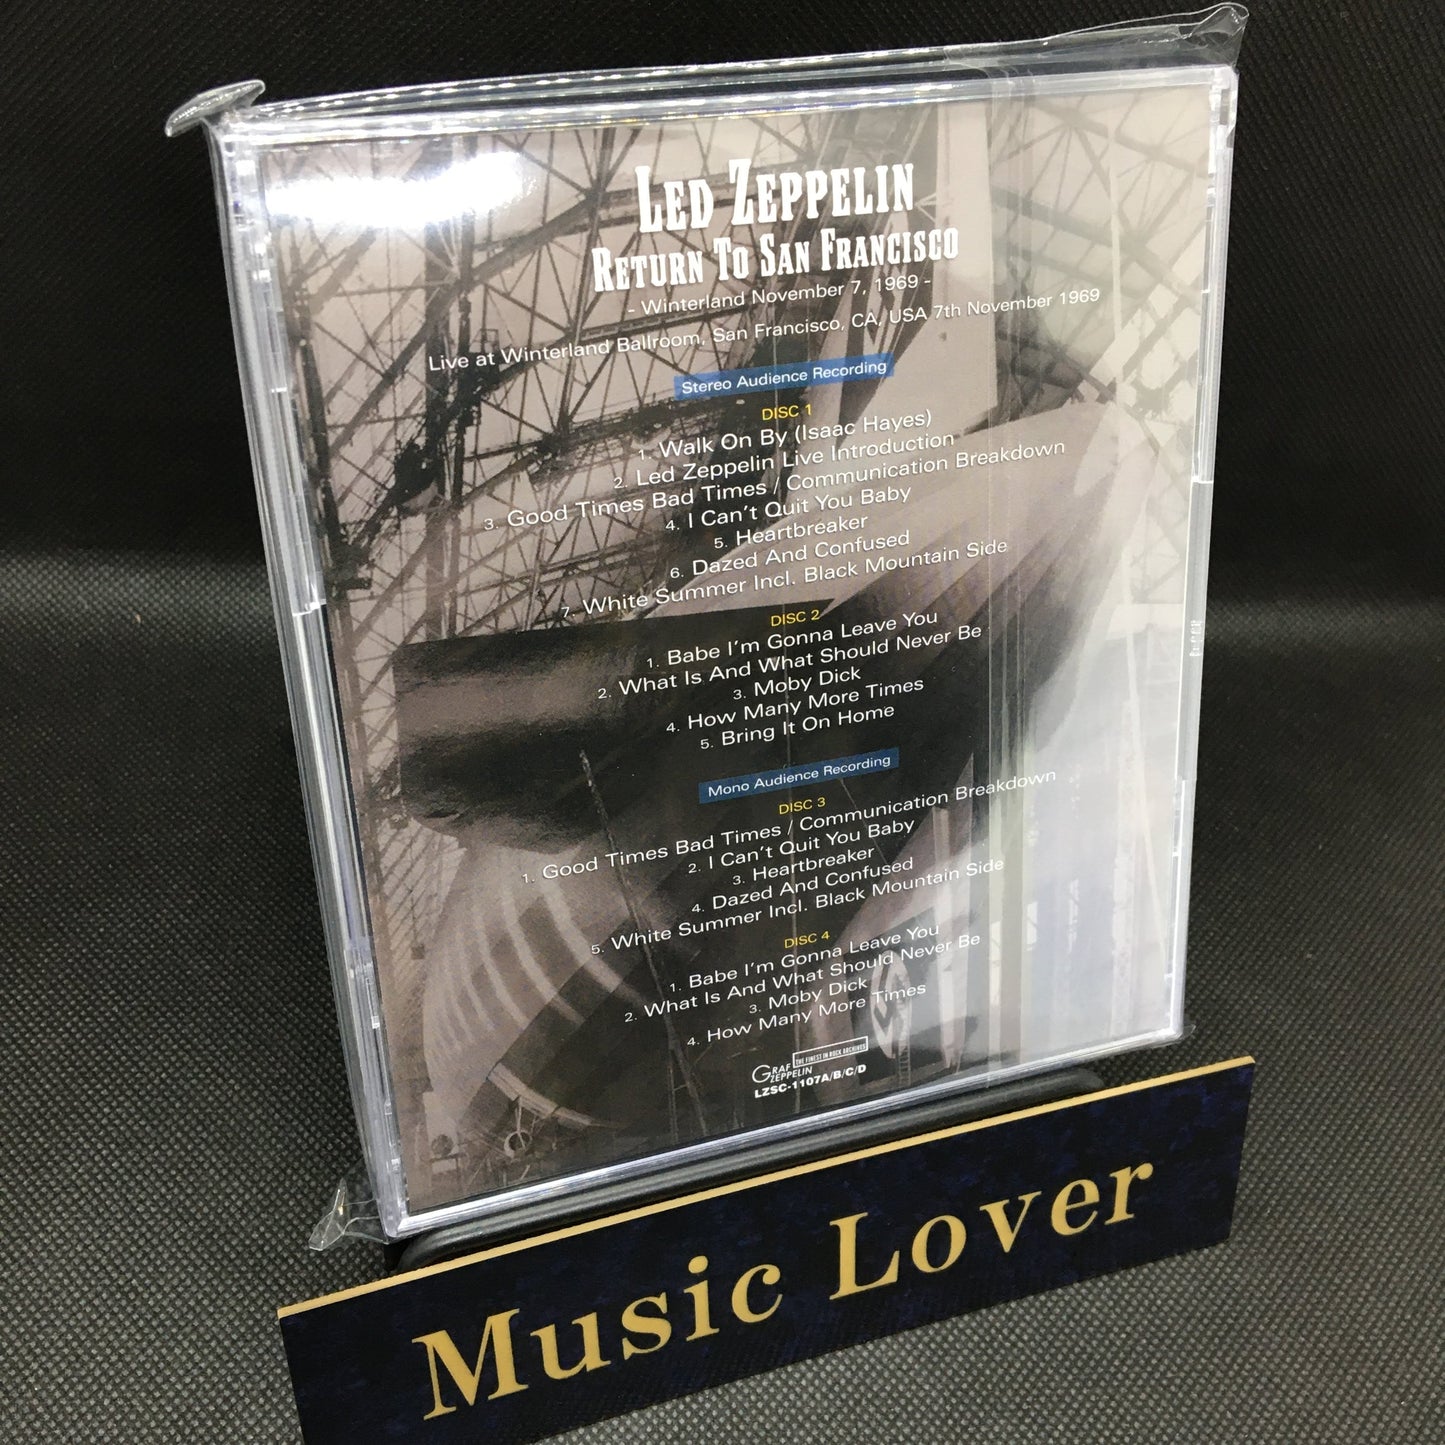 LED ZEPPELIN
RETURN TO SAN FRANCISCO
- Winterland November 7, 1969 -
Live at Winterland Ballroom, San Francisco, CA, USA 7th November 1969
Stereo Audience Recording
DISC 1
1. Walk On By (Isaac Hayes)
2. Led Zeppelin Live Introduction
3. Good Times Bad Times / Communication Breakdown
4. I Can't Quit You Baby
5. Heartbreaker
6. Dazed And Confused
7. White Summer Incl. Black Mountain Side
DISC 2
1. Babe I'm Gonna Leave You
2. What Is And What Should Never Be
3. Moby Dick
4. How Many More Times
5. Bring It On Home
Mono Audience Recording
DISC 3
1. Good Times Bad Times / Communication Breakdown
2. I Can't Quit You Baby
3. Heartbreaker
4. Dazed And Confused
5. White Summer Incl. Black Mountain Side
DISC 4
1. Babe I'm Gonna Leave You
2. What Is And What Should Never Be
3. Moby Dick
4. How Many More Times
GRAF ZEPPELIN THE FINEST IN ROCK ARCHIVES
LZSC-1107A/B/C/D
Music Lover